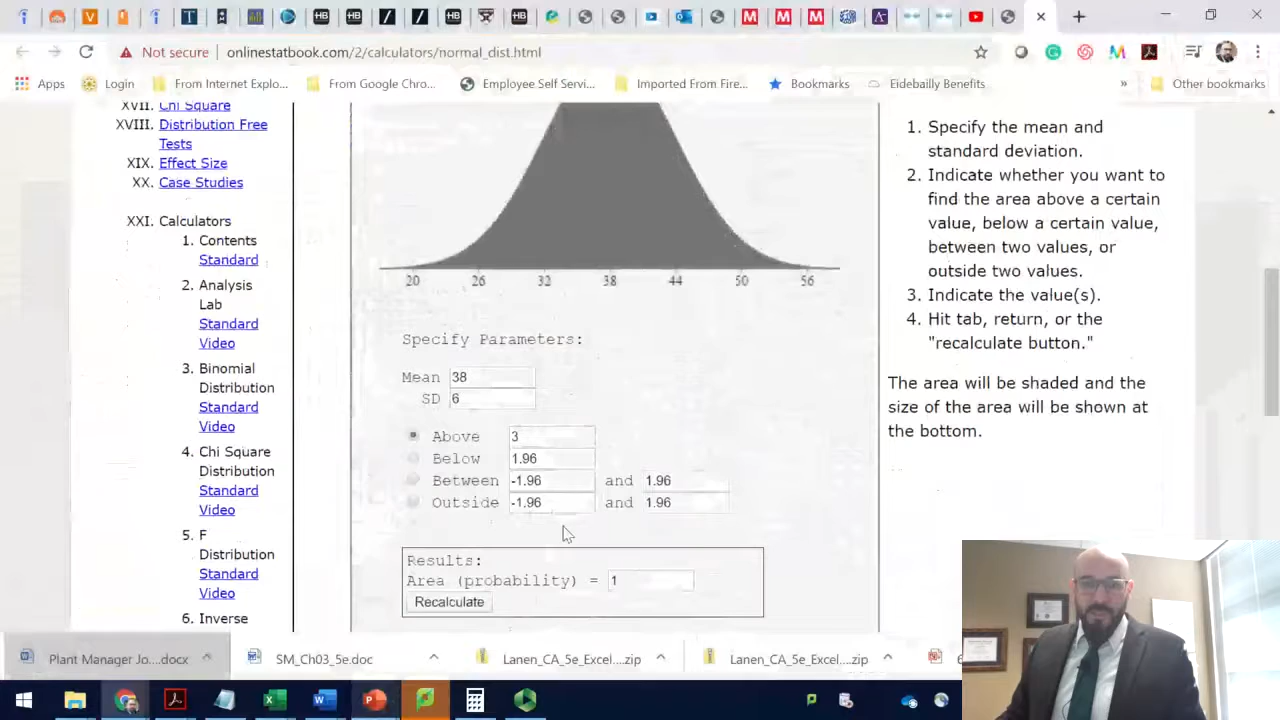 Not secure
onlinestatbook.com/2/calculators/normal_dist.html
Apps
Login
From Internet Explo...
From Google Chro...
Employee Self Servi...
Imported From Fire...
Bookmarks
Eidebailly Benefits
»
Other bookmarks
XVII. Chi Square
XVIII. Distribution Free
Tests
XIX. Effect Size
XX. Case Studies
XXI. Calculators
1. Contents
Standard
2. Analysis
Lab
Standard
Video
3. Binomial
Distribution
Standard
Video
4. Chi Square
Distribution
Standard
Video
5. F
Distribution
Standard
Video
6. Inverse
20 26 32 38 44 50 56
Specify Parameters:
Mean 38
SD 6
Above 3
Below 1.96
Between -1.96 and 1.96
Outside -1.96 and 1.96
Results:
Area (probability) = 1
Recalculate
1. Specify the mean and
standard deviation.
2. Indicate whether you want to
find the area above a certain
value, below a certain value,
between two values, or
outside two values.
3. Indicate the value(s).
4. Hit tab, return, or the
"recalculate button."
The area will be shaded and the
size of the area will be shown at
the bottom.
Plant Manager Jo....docx
SM_Ch03_5e.doc
Lanen_CA_5e_Excel....zip
Lanen_CA_5e_Excel....zip
6